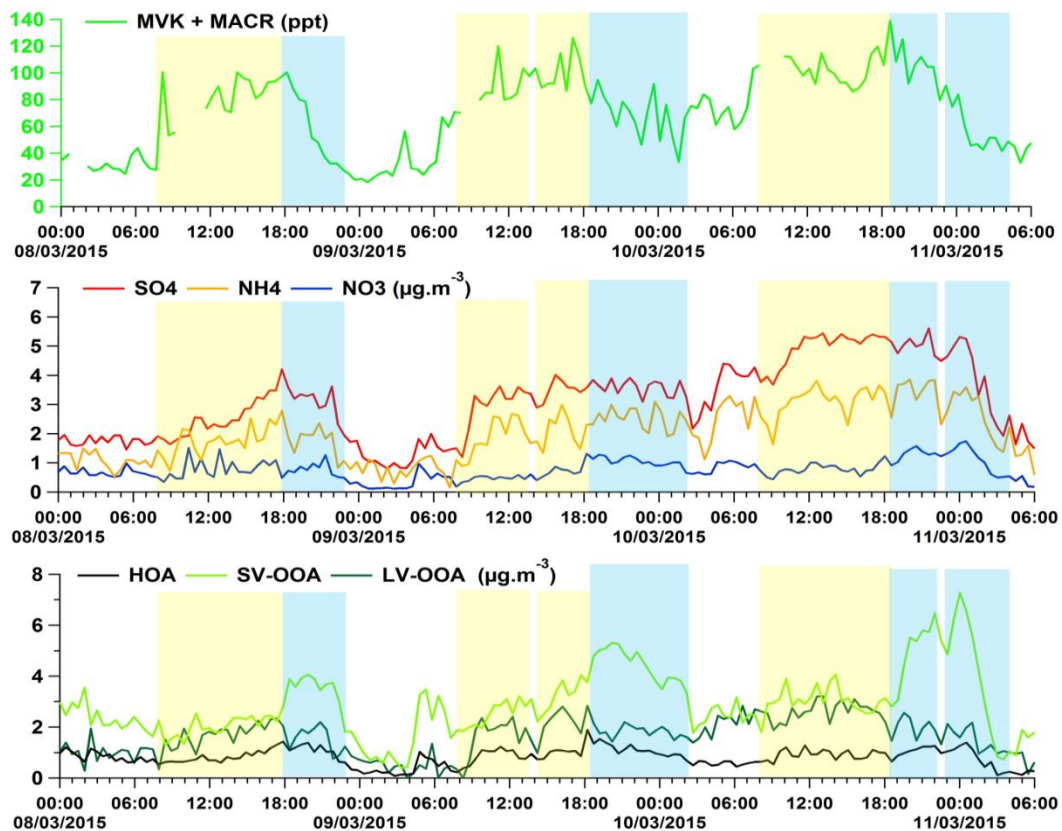 MVK + MACR (ppt)
140
120
100
80
60
40
20
0
00:00 06:00 12:00 18:00 00:00 06:00 12:00 18:00 00:00 06:00 12:00 18:00 00:00 06:00
08/03/2015 09/03/2015 10/03/2015 11/03/2015
SO4 NH4 NO3 (µg.m⁻³)
7
6
5
4
3
2
1
0
00:00 06:00 12:00 18:00 00:00 06:00 12:00 18:00 00:00 06:00 12:00 18:00 00:00 06:00
08/03/2015 09/03/2015 10/03/2015 11/03/2015
HOA SV-OOA LV-OOA (µg.m⁻³)
8
6
4
2
0
00:00 06:00 12:00 18:00 00:00 06:00 12:00 18:00 00:00 06:00 12:00 18:00 00:00 06:00
08/03/2015 09/03/2015 10/03/2015 11/03/2015